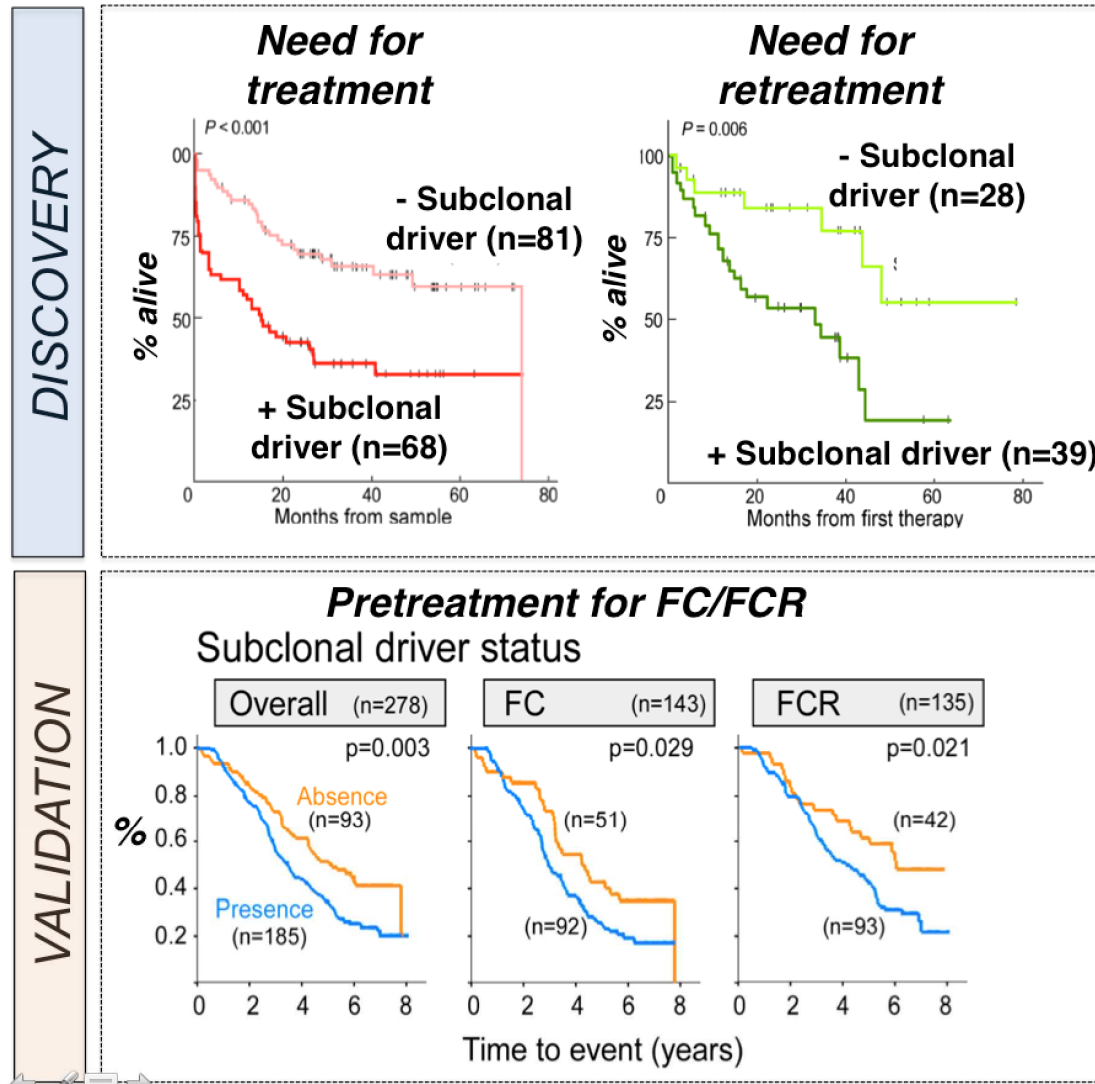 DISCOVERY
Need for
treatment
P < 0.001
00
75
50
25
% alive
- Subclonal
driver (n=81)
+ Subclonal
driver (n=68)
0 20 40 60 80
Months from sample
Need for
retreatment
P = 0.006
100
75
50
25
% alive
- Subclonal
driver (n=28)
+ Subclonal driver (n=39)
0 20 40 60 80
Months from first therapy
VALIDATION
Pretreatment for FC/FCR
Subclonal driver status
Overall (n=278)
p=0.003
%
1.0
0.8
0.6
0.4
0.2
Absence
(n=93)
Presence
(n=185)
0 2 4 6 8
FC (n=143)
p=0.029
(n=51)
(n=92)
0 2 4 6 8
FCR (n=135)
p=0.021
(n=42)
(n=93)
0 2 4 6 8
Time to event (years)